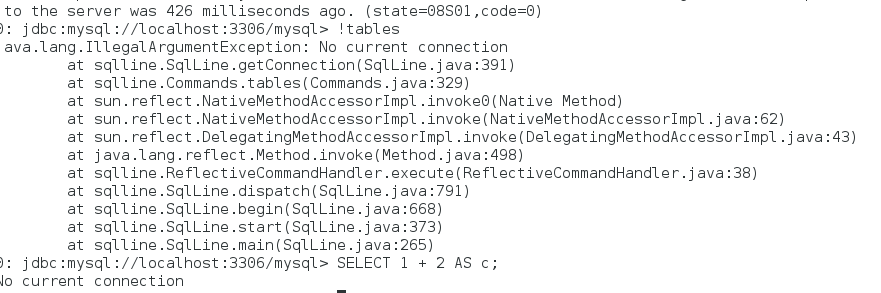 to the server was 426 milliseconds ago. (state=08S01,code=0)
0: jdbc:mysql://localhost:3306/mysql> !tables
ava.lang.IllegalArgumentException: No current connection
at sqlline.SqlLine.getConnection(SqlLine.java:391)
at sqlline.Commands.tables(Commands.java:329)
at sun.reflect.NativeMethodAccessorImpl.invoke0(Native Method)
at sun.reflect.NativeMethodAccessorImpl.invoke(NativeMethodAccessorImpl.java:62)
at sun.reflect.DelegatingMethodAccessorImpl.invoke(DelegatingMethodAccessorImpl.java:43)
at java.lang.reflect.Method.invoke(Method.java:498)
at sqlline.ReflectiveCommandHandler.execute(ReflectiveCommandHandler.java:38)
at sqlline.SqlLine.dispatch(SqlLine.java:791)
at sqlline.SqlLine.begin(SqlLine.java:668)
at sqlline.SqlLine.start(SqlLine.java:373)
at sqlline.SqlLine.main(SqlLine.java:265)
0: jdbc:mysql://localhost:3306/mysql> SELECT 1 + 2 AS c;
No current connection